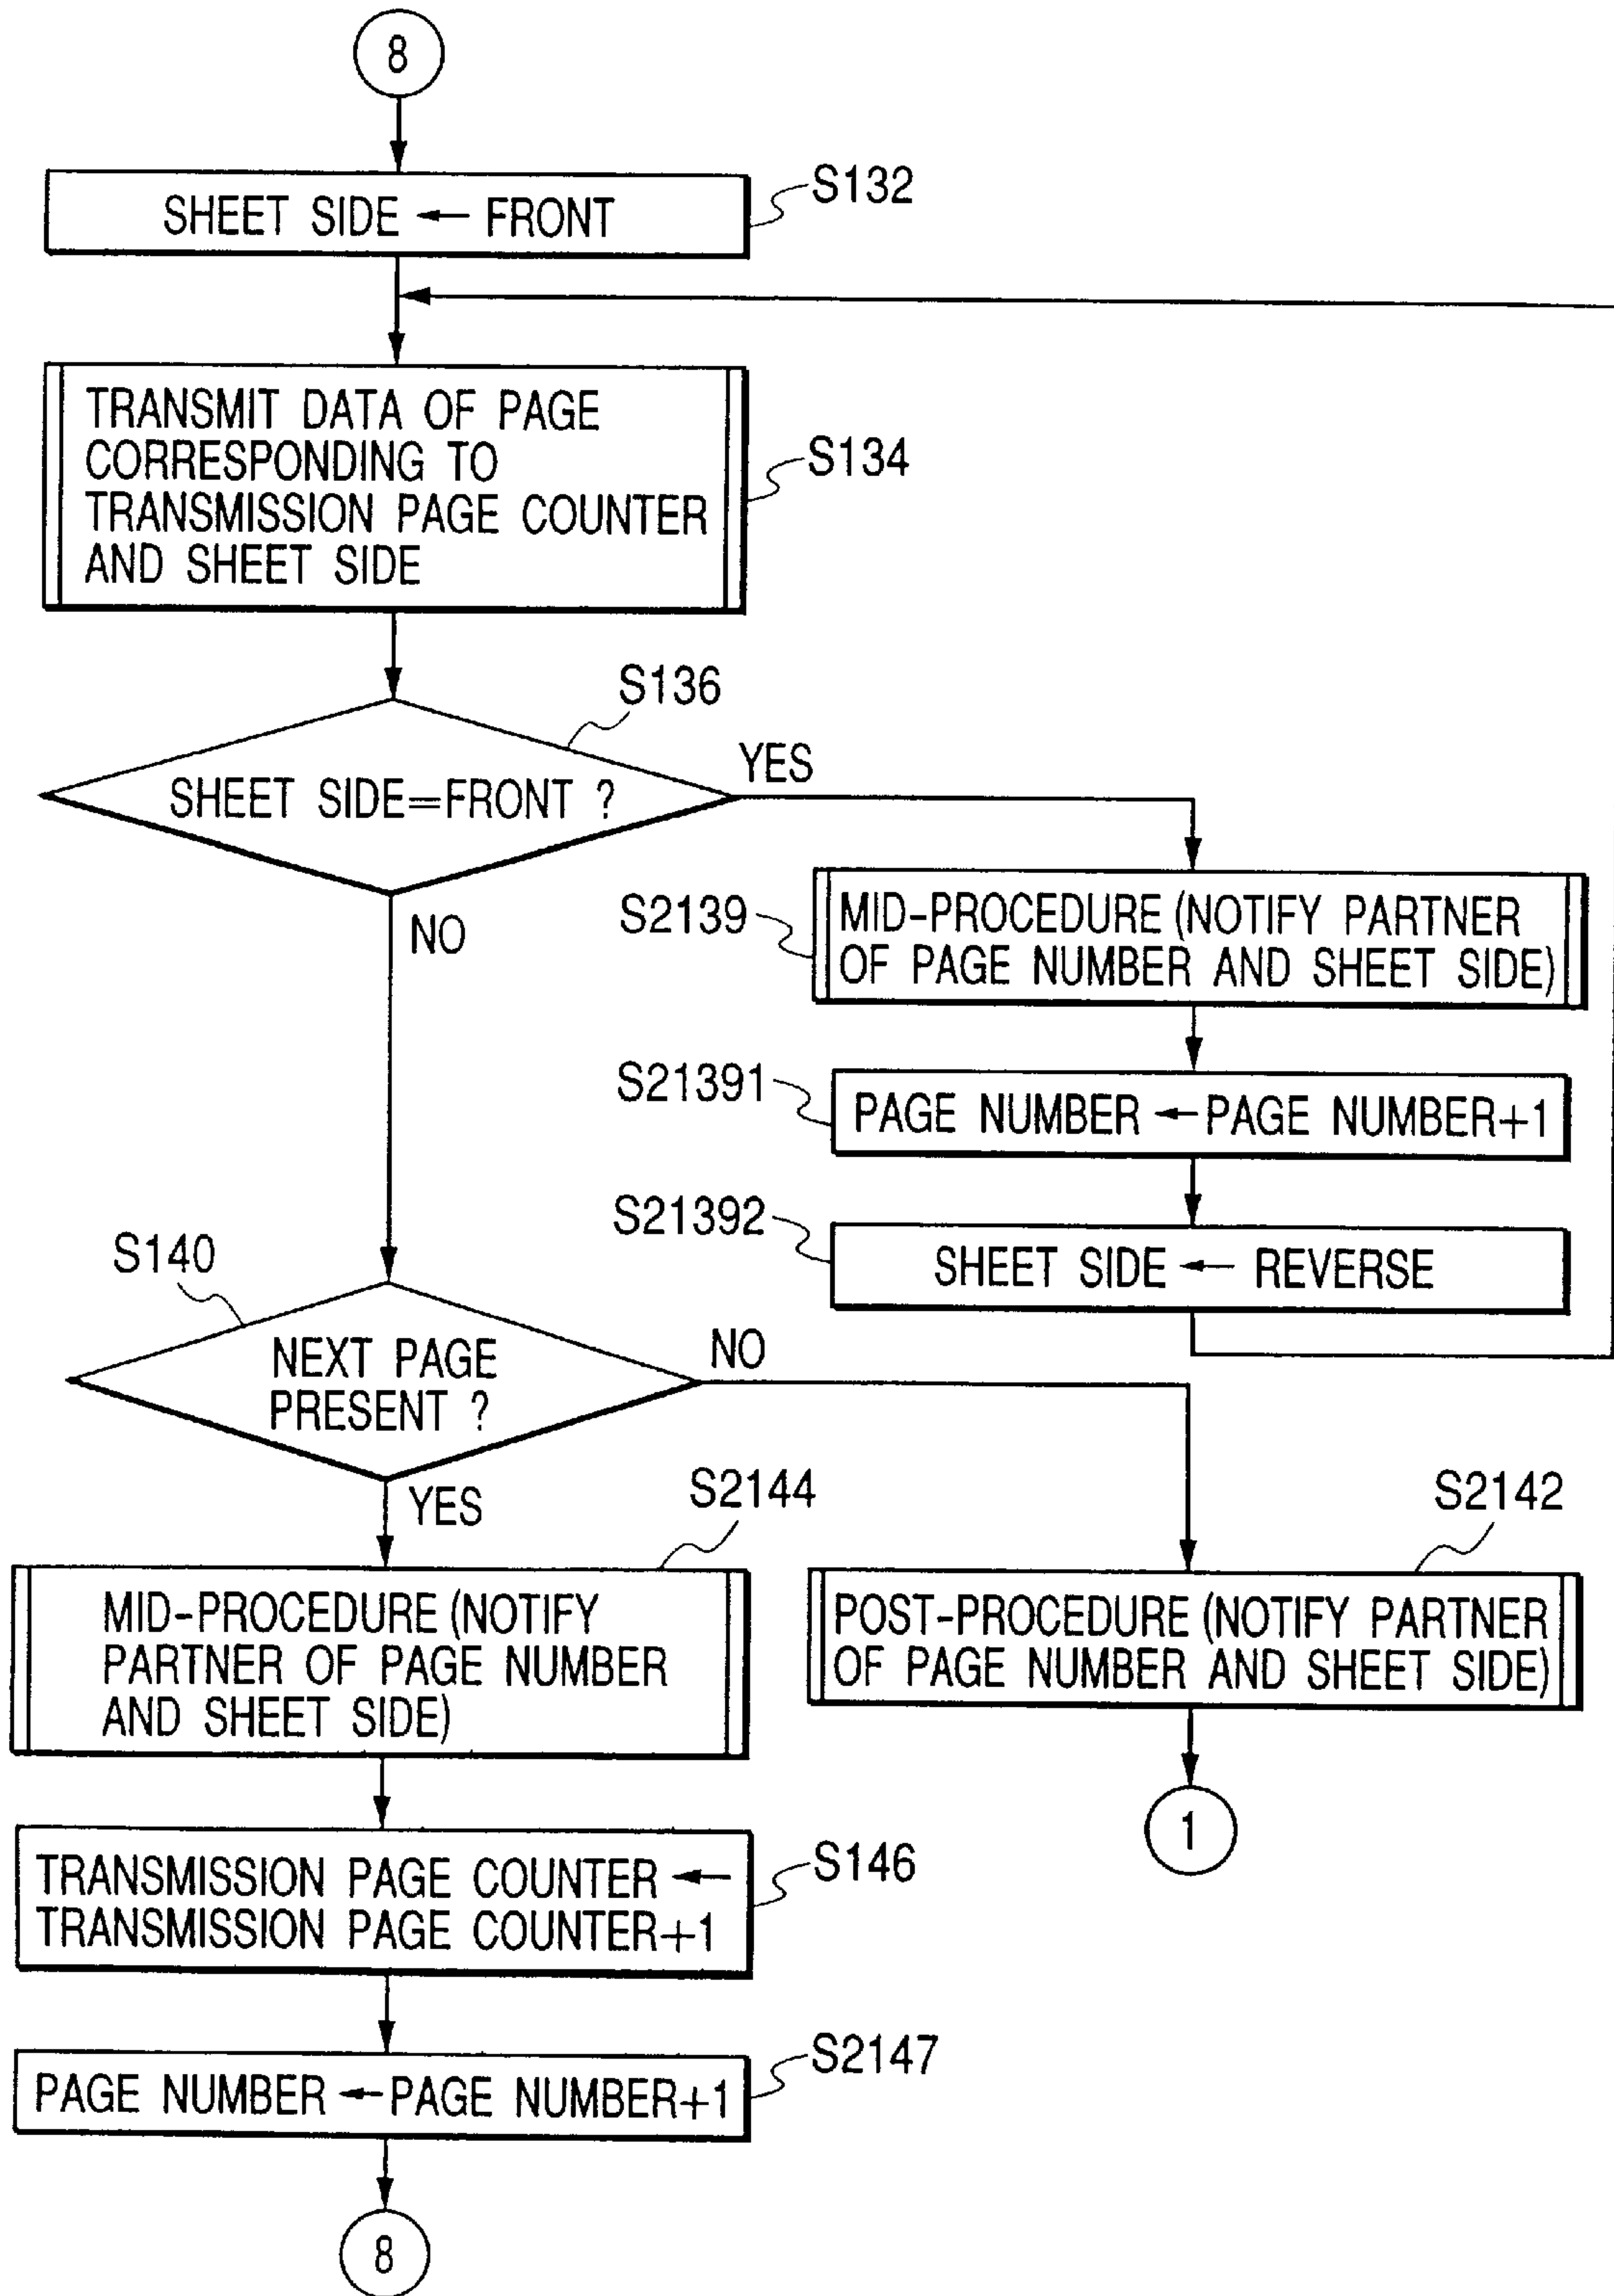 8
SHEET SIDE ← FRONT
S132
TRANSMIT DATA OF PAGE
CORRESPONDING TO
TRANSMISSION PAGE COUNTER
AND SHEET SIDE
S134
S136
SHEET SIDE=FRONT ?
YES
NO
S2139
MID-PROCEDURE (NOTIFY PARTNER
OF PAGE NUMBER AND SHEET SIDE)
S21391
PAGE NUMBER ← PAGE NUMBER+1
S21392
SHEET SIDE ← REVERSE
S140
NEXT PAGE
PRESENT ?
NO
YES
S2144
MID-PROCEDURE (NOTIFY
PARTNER OF PAGE NUMBER
AND SHEET SIDE)
S2142
POST-PROCEDURE (NOTIFY PARTNER
OF PAGE NUMBER AND SHEET SIDE)
1
TRANSMISSION PAGE COUNTER ←
TRANSMISSION PAGE COUNTER+1
S146
PAGE NUMBER ← PAGE NUMBER+1
S2147
8